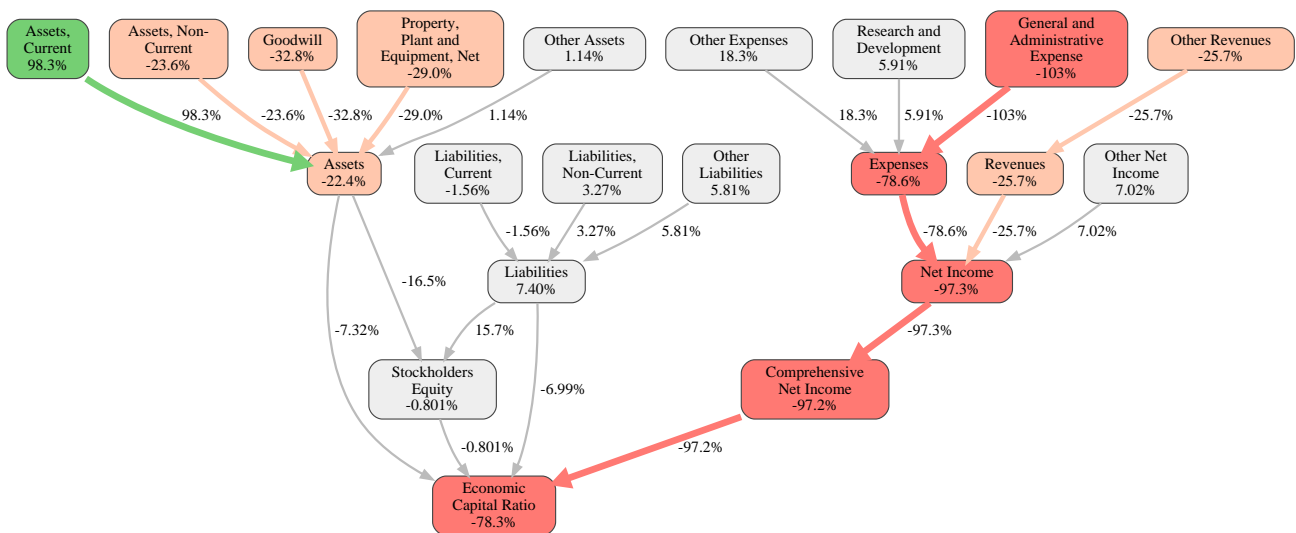 Assets,
Current
98.3%
Assets, Non-
Current
-23.6%
Goodwill
-32.8%
Property,
Plant and
Equipment, Net
-29.0%
Other Assets
1.14%
Other Expenses
18.3%
Research and
Development
5.91%
General and
Administrative
Expense
-103%
Other Revenues
-25.7%
98.3%
-23.6%
-32.8%
-29.0%
1.14%
18.3%
5.91%
-103%
-25.7%
Assets
-22.4%
Liabilities,
Current
-1.56%
Liabilities,
Non-Current
3.27%
Other
Liabilities
5.81%
Expenses
-78.6%
Revenues
-25.7%
Other Net
Income
7.02%
-1.56%
3.27%
5.81%
-78.6%
-25.7%
7.02%
-16.5%
Liabilities
7.40%
Net Income
-97.3%
-7.32%
15.7%
-6.99%
-97.3%
Stockholders
Equity
-0.801%
Comprehensive
Net Income
-97.2%
-0.801%
-97.2%
Economic
Capital Ratio
-78.3%